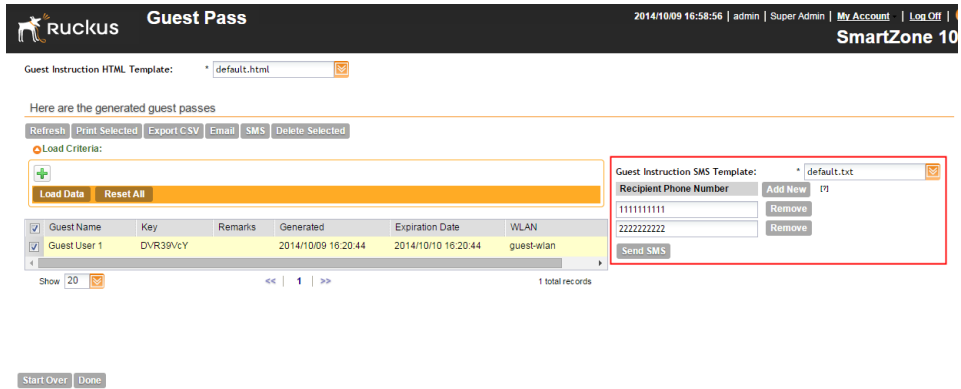 RUCKUS
Guest Pass
2014/10/09 16:58:56 | admin | Super Admin | My Account | Log Off |
SmartZone 10
Guest Instruction HTML Template: * default.html
Here are the generated guest passes
Refresh Print Selected Export CSV Email SMS Delete Selected
Load Criteria:
Load Data Reset All
Guest Name Key Remarks Generated Expiration Date WLAN
Guest User 1 DVR39VcY 2014/10/09 16:20:44 2014/10/10 16:20:44 guest-wlan
Show 20 << | 1 | >> 1 total records
Guest Instruction SMS Template: * default.txt
Recipient Phone Number Add New [?]
1111111111 Remove
2222222222 Remove
Send SMS
Start Over Done